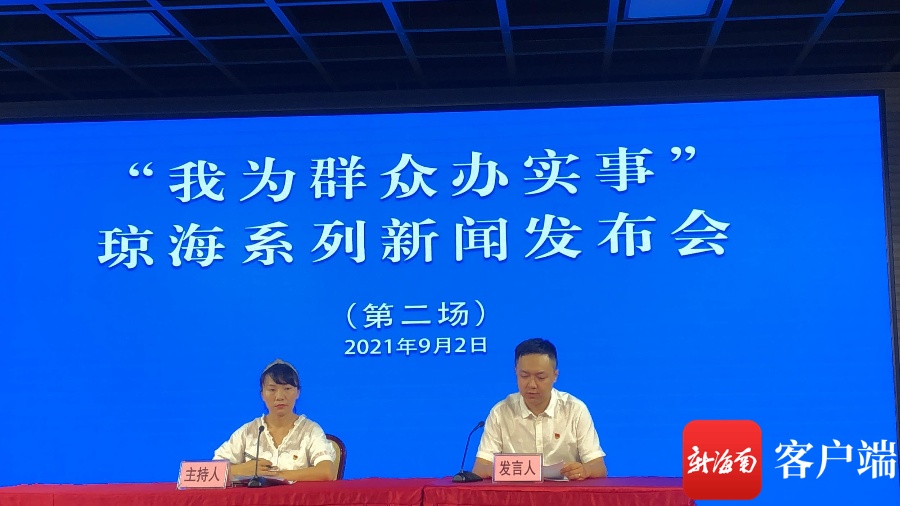 “我为群众办实事”
琼海系列新闻发布会
（第二场）
2021年9月2日
主持人
发言人
新海南
客户端